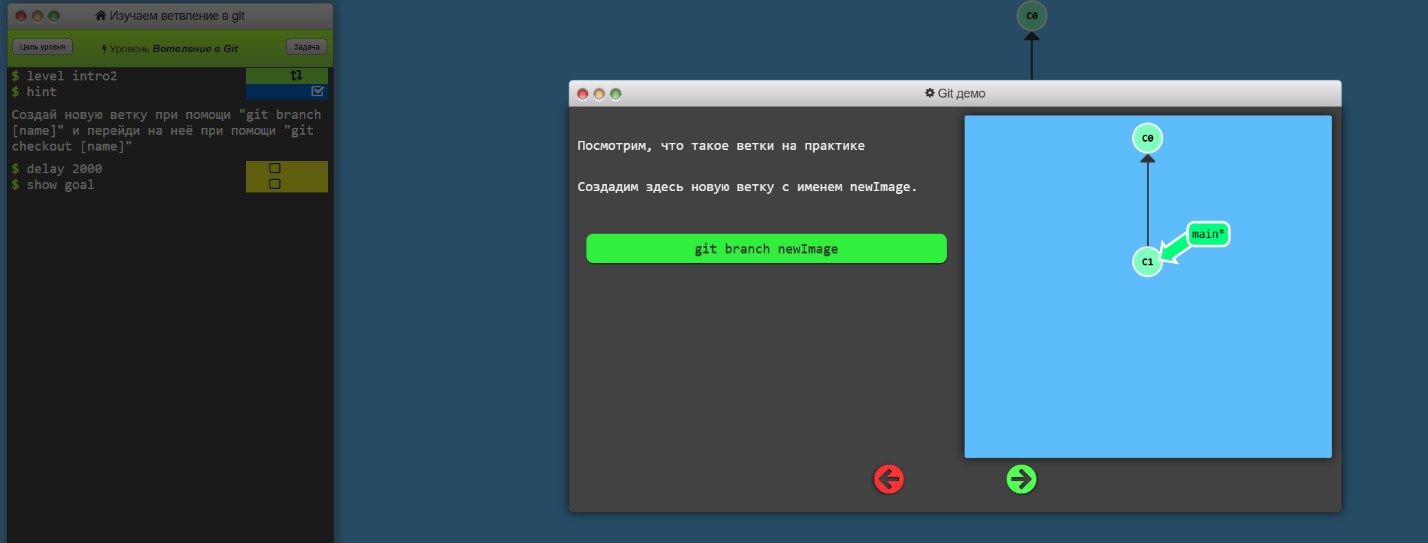 Изучаем ветвление в git
Цель уровня
Уровень Ветвление в Git
Задача
$ level intro2
$ hint
Создай новую ветку при помощи "git branch
[name]" и перейди на неё при помощи "git
checkout [name]"
$ delay 2000
$ show goal
C0
Git демо
Посмотрим, что такое ветки на практике
Создадим здесь новую ветку с именем newImage.
git branch newImage
C0
main*
C1